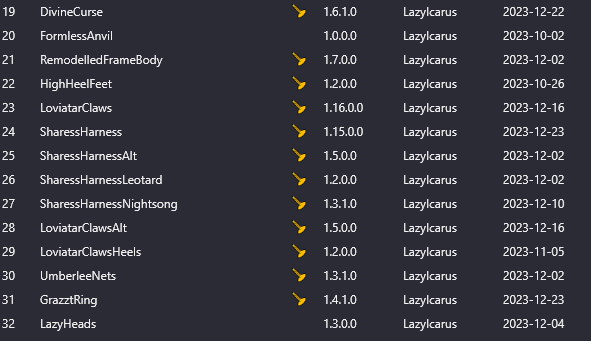 19 DivineCurse 1.6.1.0 LazyIcarus 2023-12-22
20 FormlessAnvil 1.0.0.0 LazyIcarus 2023-10-02
21 RemodelledFrameBody 1.7.0.0 LazyIcarus 2023-12-02
22 HighHeelFeet 1.2.0.0 LazyIcarus 2023-10-26
23 LoviatarClaws 1.16.0.0 LazyIcarus 2023-12-16
24 SharessHarness 1.15.0.0 LazyIcarus 2023-12-23
25 SharessHarnessAlt 1.5.0.0 LazyIcarus 2023-12-02
26 SharessHarnessLeotard 1.2.0.0 LazyIcarus 2023-12-02
27 SharessHarnessNightsong 1.3.1.0 LazyIcarus 2023-12-10
28 LoviatarClawsAlt 1.5.0.0 LazyIcarus 2023-12-16
29 LoviatarClawsHeels 1.2.0.0 LazyIcarus 2023-11-05
30 UmberleeNets 1.3.1.0 LazyIcarus 2023-12-02
31 GrazztRing 1.4.1.0 LazyIcarus 2023-12-23
32 LazyHeads 1.3.0.0 LazyIcarus 2023-12-04